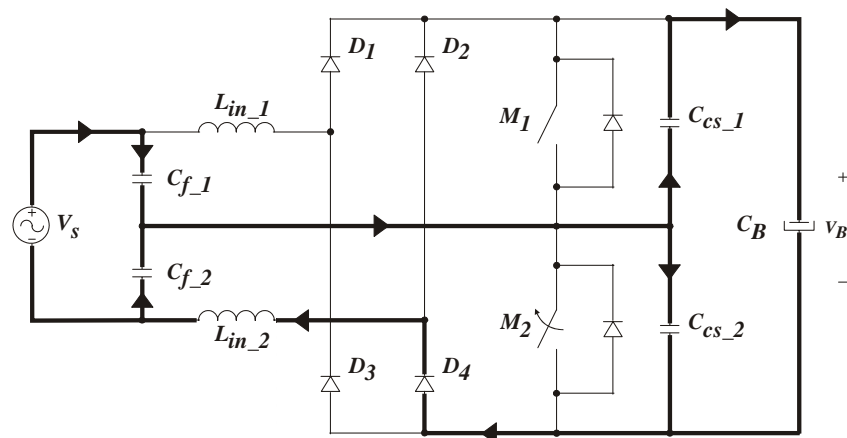 D1
D2
Lin_1
M1
Ccs_1
Cf_1
+
+
Vs
CB
VB
−
Cf_2
−
M2
Ccs_2
Lin_2
D3
D4